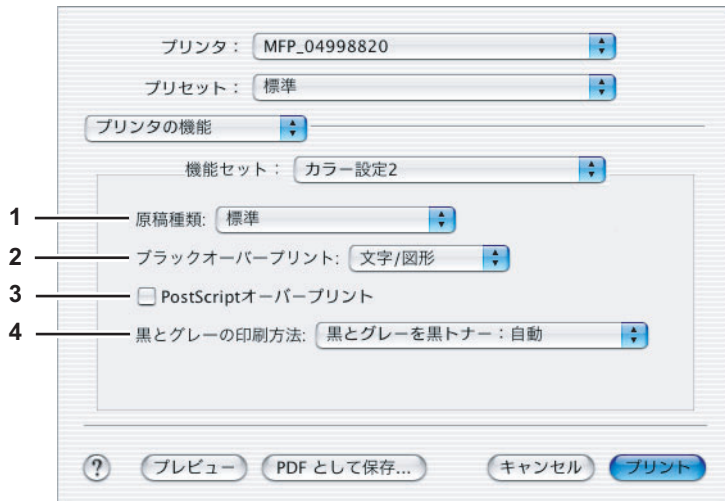 プリンタ： MFP_04998820
プリセット： 標準
プリンタの機能
機能セット： カラー設定2
1 原稿種類: 標準
2 ブラックオーバープリント: 文字/図形
3 PostScriptオーバープリント
4 黒とグレーの印刷方法: 黒とグレーを黒トナー：自動
? プレビュー PDF として保存... キャンセル プリント